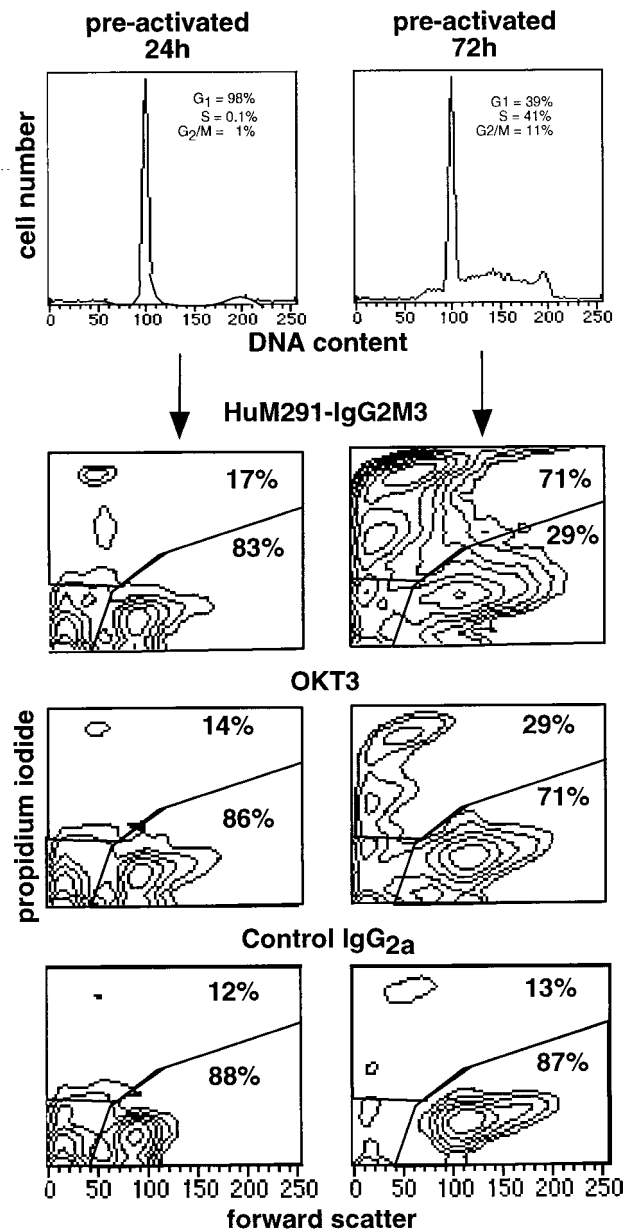 pre-activated
24h
pre-activated
72h
cell number
G1 = 98%
S = 0.1%
G2/M = 1%
G1 = 39%
S = 41%
G2/M = 11%
0 50 100 150 200 250
0 50 100 150 200 250
DNA content
HuM291-IgG2M3
17%
83%
71%
29%
OKT3
propidium iodide
14%
86%
29%
71%
Control IgG2a
12%
88%
13%
87%
0 50 100 150 200 250
0 50 100 150 200 250
forward scatter